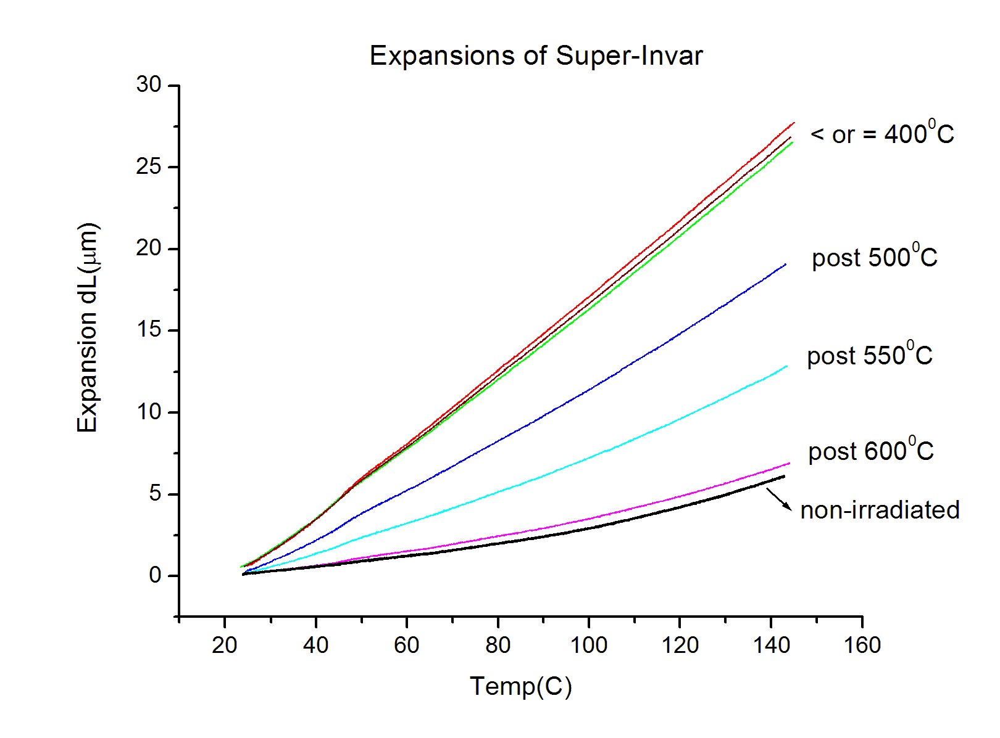 Expansions of Super-Invar
30
25
20
15
10
5
0
Expansion dL(μm)
< or = 400⁰C
post 500⁰C
post 550⁰C
post 600⁰C
non-irradiated
20 40 60 80 100 120 140 160
Temp(C)